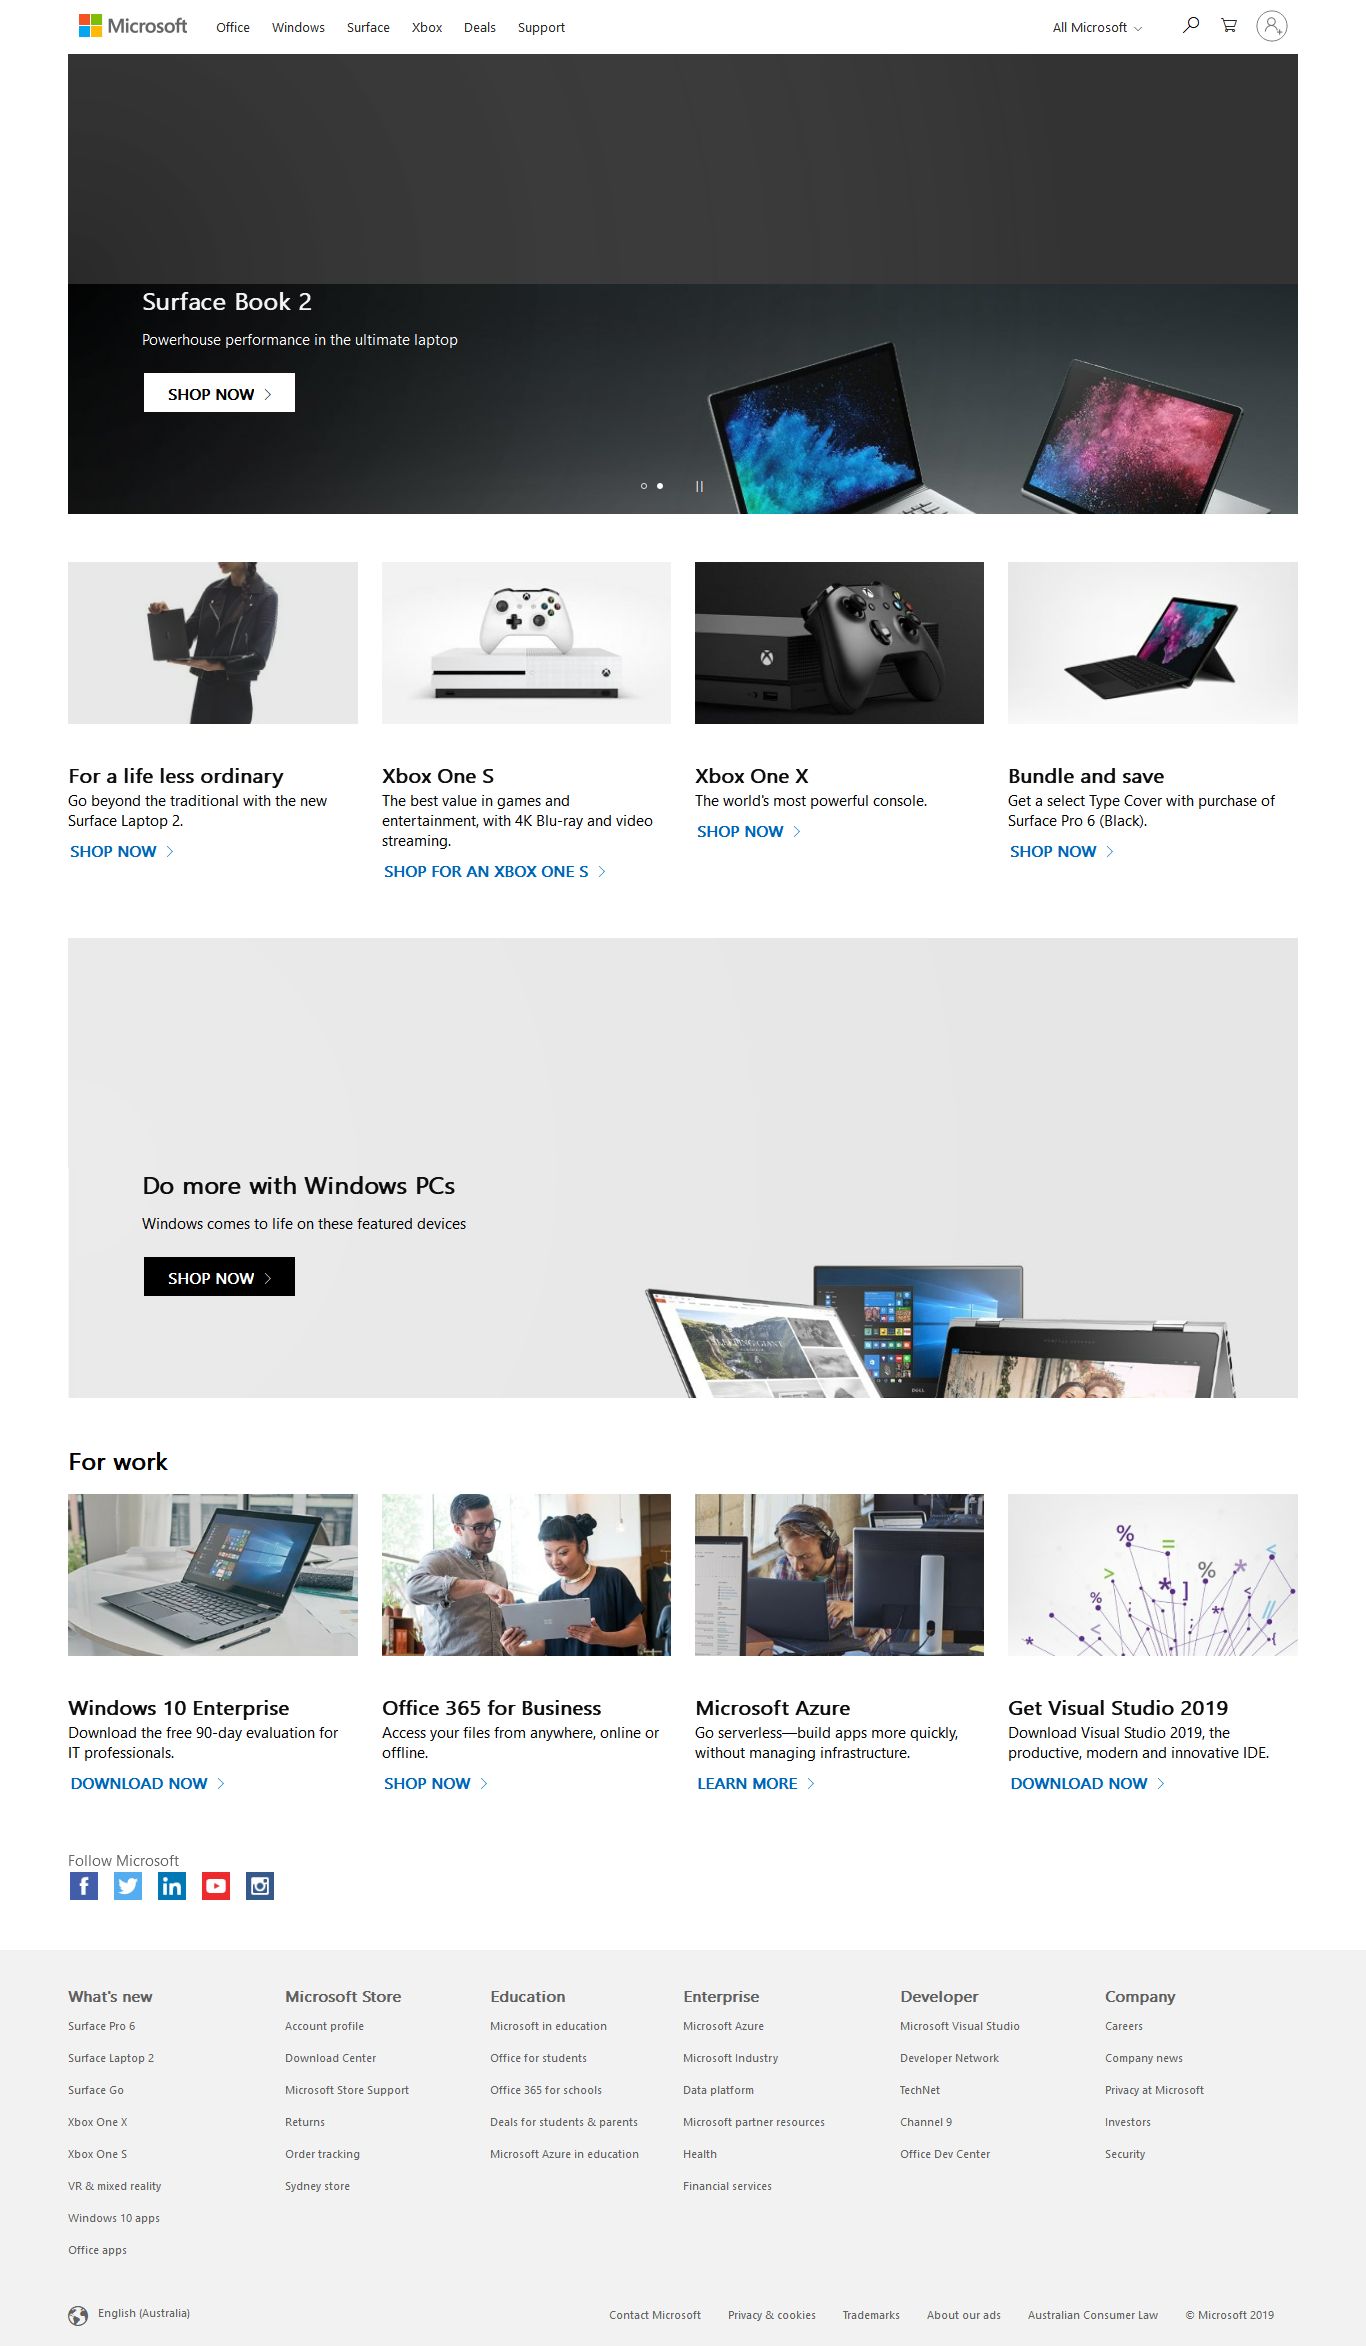 Microsoft
Office
Windows
Surface
Xbox
Deals
Support
All Microsoft
Surface Book 2
Powerhouse performance in the ultimate laptop
SHOP NOW
For a life less ordinary
Go beyond the traditional with the new
Surface Laptop 2.
SHOP NOW
Xbox One S
The best value in games and
entertainment, with 4K Blu-ray and video
streaming.
SHOP FOR AN XBOX ONE S
Xbox One X
The world's most powerful console.
SHOP NOW
Bundle and save
Get a select Type Cover with purchase of
Surface Pro 6 (Black).
SHOP NOW
Do more with Windows PCs
Windows comes to life on these featured devices
SHOP NOW
DELL
For work
% = % * < > * ] % ; : * < // < * {
Windows 10 Enterprise
Download the free 90-day evaluation for
IT professionals.
DOWNLOAD NOW
Office 365 for Business
Access your files from anywhere, online or
offline.
SHOP NOW
Microsoft Azure
Go serverless—build apps more quickly,
without managing infrastructure.
LEARN MORE
Get Visual Studio 2019
Download Visual Studio 2019, the
productive, modern and innovative IDE.
DOWNLOAD NOW
Follow Microsoft
What's new
Surface Pro 6
Surface Laptop 2
Surface Go
Xbox One X
Xbox One S
VR & mixed reality
Windows 10 apps
Office apps
Microsoft Store
Account profile
Download Center
Microsoft Store Support
Returns
Order tracking
Sydney store
Education
Microsoft in education
Office for students
Office 365 for schools
Deals for students & parents
Microsoft Azure in education
Enterprise
Microsoft Azure
Microsoft Industry
Data platform
Microsoft partner resources
Health
Financial services
Developer
Microsoft Visual Studio
Developer Network
TechNet
Channel 9
Office Dev Center
Company
Careers
Company news
Privacy at Microsoft
Investors
Security
English (Australia)
Contact Microsoft
Privacy & cookies
Trademarks
About our ads
Australian Consumer Law
© Microsoft 2019